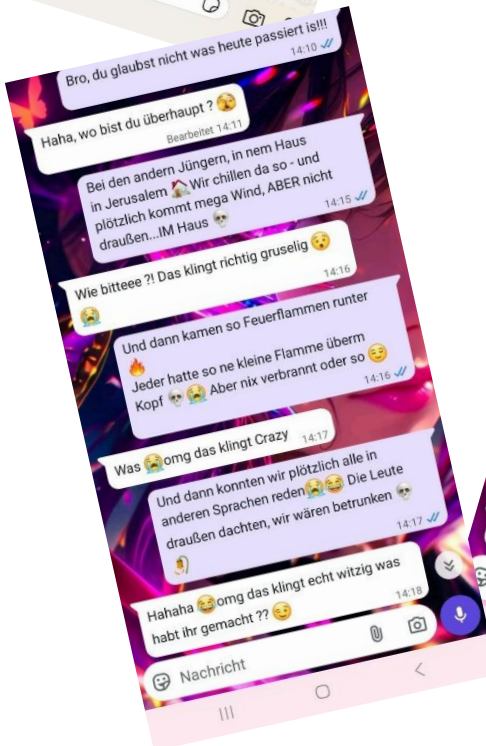 Bro, du glaubst nicht was heute passiert is!!!
14:10
Haha, wo bist du überhaupt ? 🫣
Bearbeitet 14:11
Bei den andern Jüngern, in nem Haus
in Jerusalem 🏠Wir chillen da so - und
plötzlich kommt mega Wind, ABER nicht
draußen...IM Haus 💀
14:15
Wie bitteee ?! Das klingt richtig gruselig 😯
😭
14:16
Und dann kamen so Feuerflammen runter
🔥
Jeder hatte so ne kleine Flamme überm
Kopf 💀😭 Aber nix verbrannt oder so 😌
14:16
Was 😭omg das klingt Crazy 14:17
Und dann konnten wir plötzlich alle in
anderen Sprachen reden😭😂 Die Leute
draußen dachten, wir wären betrunken 💀
14:17
Hahaha 😂omg das klingt echt witzig was
habt ihr gemacht ?? 😏
14:18
Nachricht